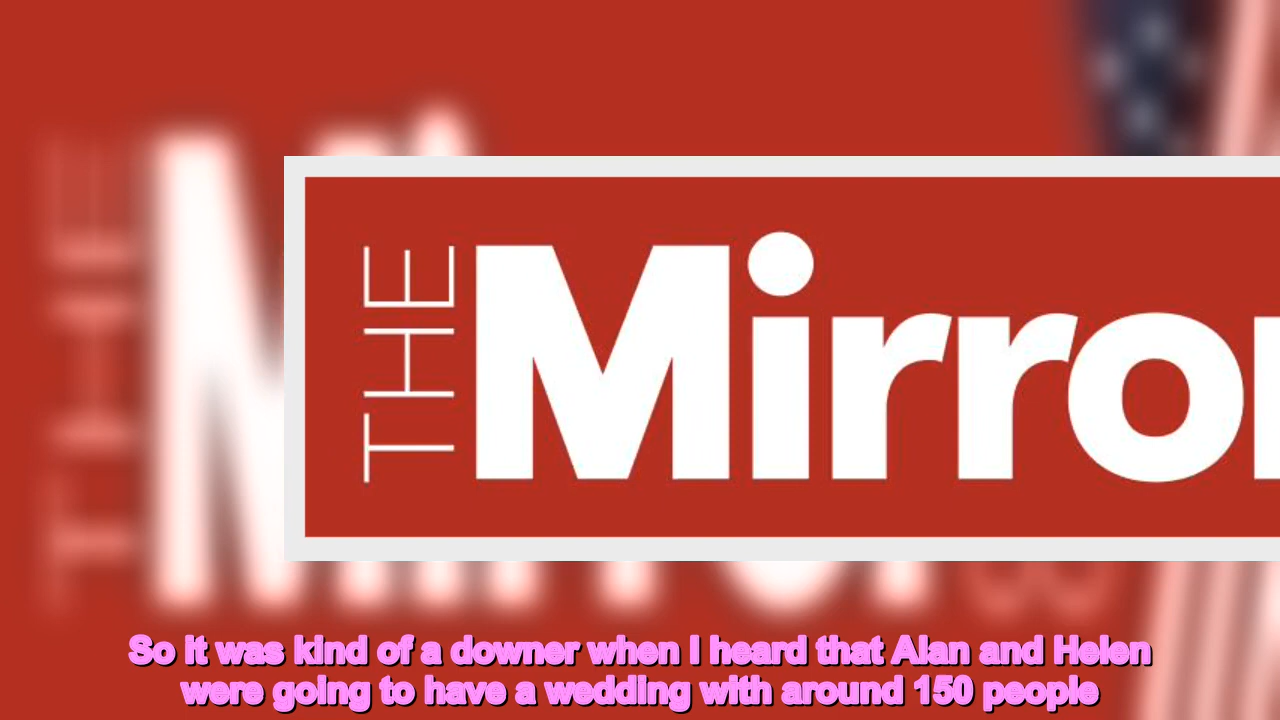 THE
Mirro
So it was kind of a downer when I heard that Alan and Helen
were going to have a wedding with around 150 people